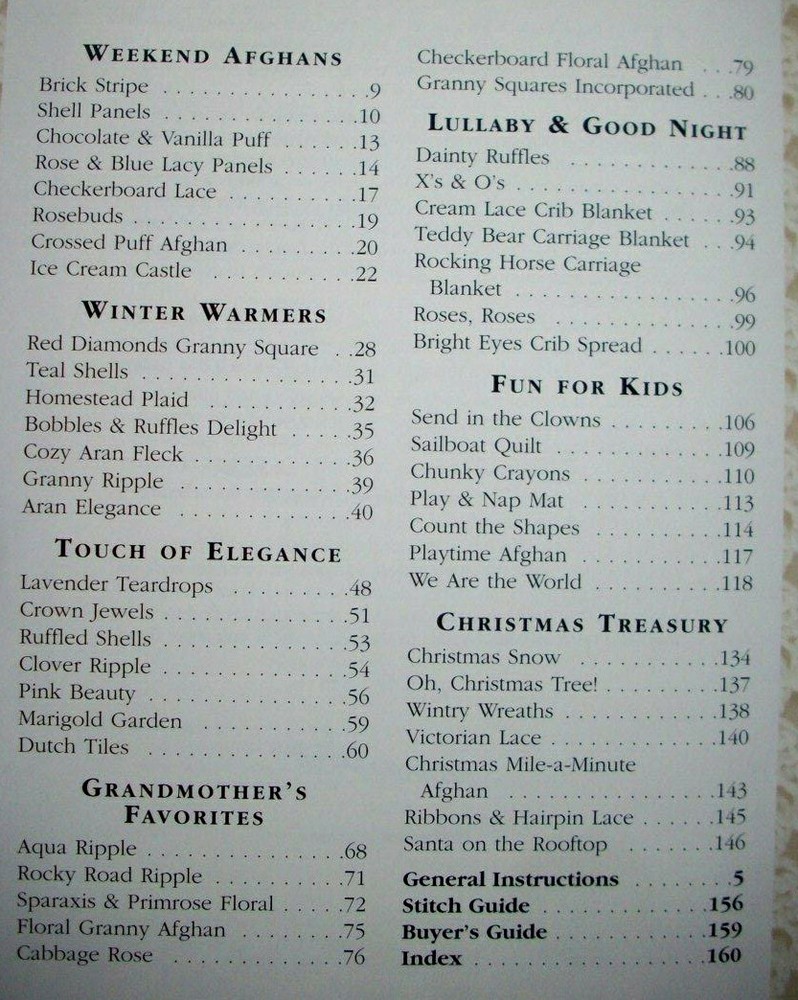 WEEKEND AFGHANS
Brick Stripe . . . . . . . . . . . . . . . .9
Shell Panels . . . . . . . . . . . . . . .10
Chocolate & Vanilla Puff . . . . . .13
Rose & Blue Lacy Panels . . . . . .14
Checkerboard Lace . . . . . . . . . .17
Rosebuds . . . . . . . . . . . . . . . . .19
Crossed Puff Afghan . . . . . . . . .20
Ice Cream Castle . . . . . . . . . . .22
WINTER WARMERS
Red Diamonds Granny Square . .28
Teal Shells . . . . . . . . . . . . . . . .31
Homestead Plaid . . . . . . . . . . .32
Bobbles & Ruffles Delight . . . . .35
Cozy Aran Fleck . . . . . . . . . . . .36
Granny Ripple . . . . . . . . . . . . .39
Aran Elegance . . . . . . . . . . . . .40
TOUCH OF ELEGANCE
Lavender Teardrops . . . . . . . . .48
Crown Jewels . . . . . . . . . . . . . .51
Ruffled Shells . . . . . . . . . . . . . .53
Clover Ripple . . . . . . . . . . . . . .54
Pink Beauty . . . . . . . . . . . . . . .56
Marigold Garden . . . . . . . . . . .59
Dutch Tiles . . . . . . . . . . . . . . .60
GRANDMOTHER'S
FAVORITES
Aqua Ripple . . . . . . . . . . . . . . .68
Rocky Road Ripple . . . . . . . . . .71
Sparaxis & Primrose Floral . . . . .72
Floral Granny Afghan . . . . . . . .75
Cabbage Rose . . . . . . . . . . . . .76
Checkerboard Floral Afghan . . .79
Granny Squares Incorporated . . .80
LULLABY & GOOD NIGHT
Dainty Ruffles . . . . . . . . . . . . .88
X's & O's . . . . . . . . . . . . . . . . .91
Cream Lace Crib Blanket . . . . . .93
Teddy Bear Carriage Blanket . . .94
Rocking Horse Carriage
Blanket . . . . . . . . . . . . . . . . .96
Roses, Roses . . . . . . . . . . . . . .99
Bright Eyes Crib Spread . . . . . .100
FUN FOR KIDS
Send in the Clowns . . . . . . . . .106
Sailboat Quilt . . . . . . . . . . . . .109
Chunky Crayons . . . . . . . . . . .110
Play & Nap Mat . . . . . . . . . . .113
Count the Shapes . . . . . . . . . .114
Playtime Afghan . . . . . . . . . . .117
We Are the World . . . . . . . . . .118
CHRISTMAS TREASURY
Christmas Snow . . . . . . . . . . .134
Oh, Christmas Tree! . . . . . . . . .137
Wintry Wreaths . . . . . . . . . . . .138
Victorian Lace . . . . . . . . . . . . .140
Christmas Mile-a-Minute
Afghan . . . . . . . . . . . . . . . .143
Ribbons & Hairpin Lace . . . . . .145
Santa on the Rooftop . . . . . . .146
General Instructions . . . . . . . .5
Stitch Guide . . . . . . . . . . . . .156
Buyer's Guide . . . . . . . . . . . .159
Index . . . . . . . . . . . . . . . . . .160